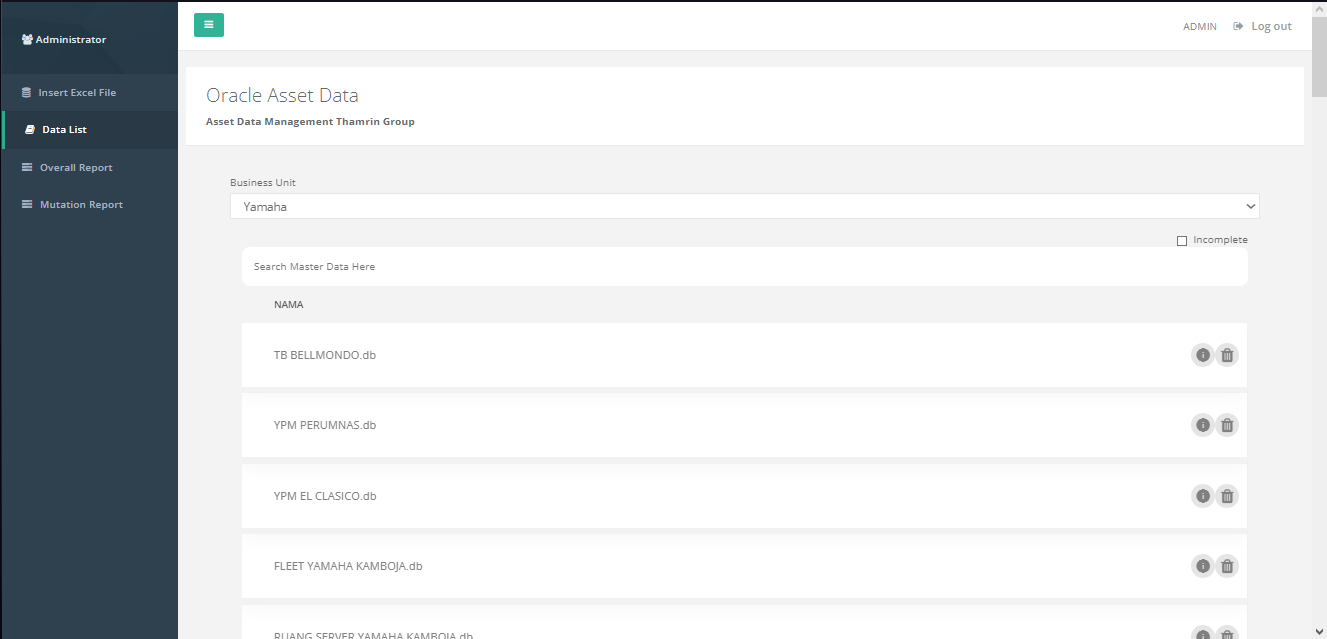 Administrator
ADMIN Log out
Insert Excel File
Data List
Overall Report
Mutation Report
Oracle Asset Data
Asset Data Management Thamrin Group
Business Unit
Yamaha
Incomplete
Search Master Data Here
NAMA
TB BELLMONDO.db
YPM PERUMNAS.db
YPM EL CLASICO.db
FLEET YAMAHA KAMBOJA.db
RUANG SERVER YAMAHA KAMBOJA.db